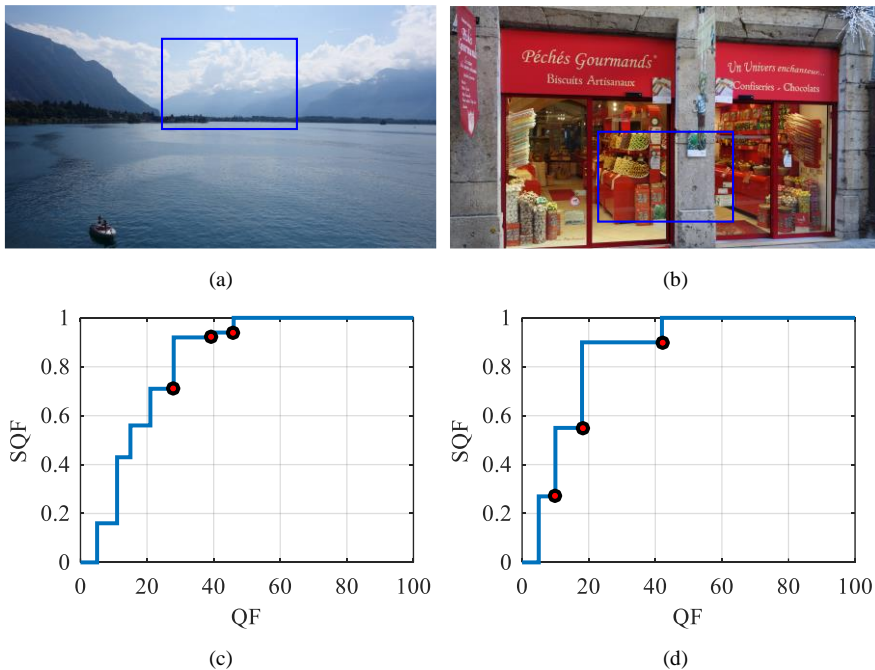 Péchés Gourmands
Biscuits Artisanaux
Un Univers enchanteur...
Confiseries - Chocolats
(a)
(b)
1
0.8
0.6
0.4
0.2
0
SQF
0 20 40 60 80 100
QF
1
0.8
0.6
0.4
0.2
0
SQF
0 20 40 60 80 100
QF
(c)
(d)